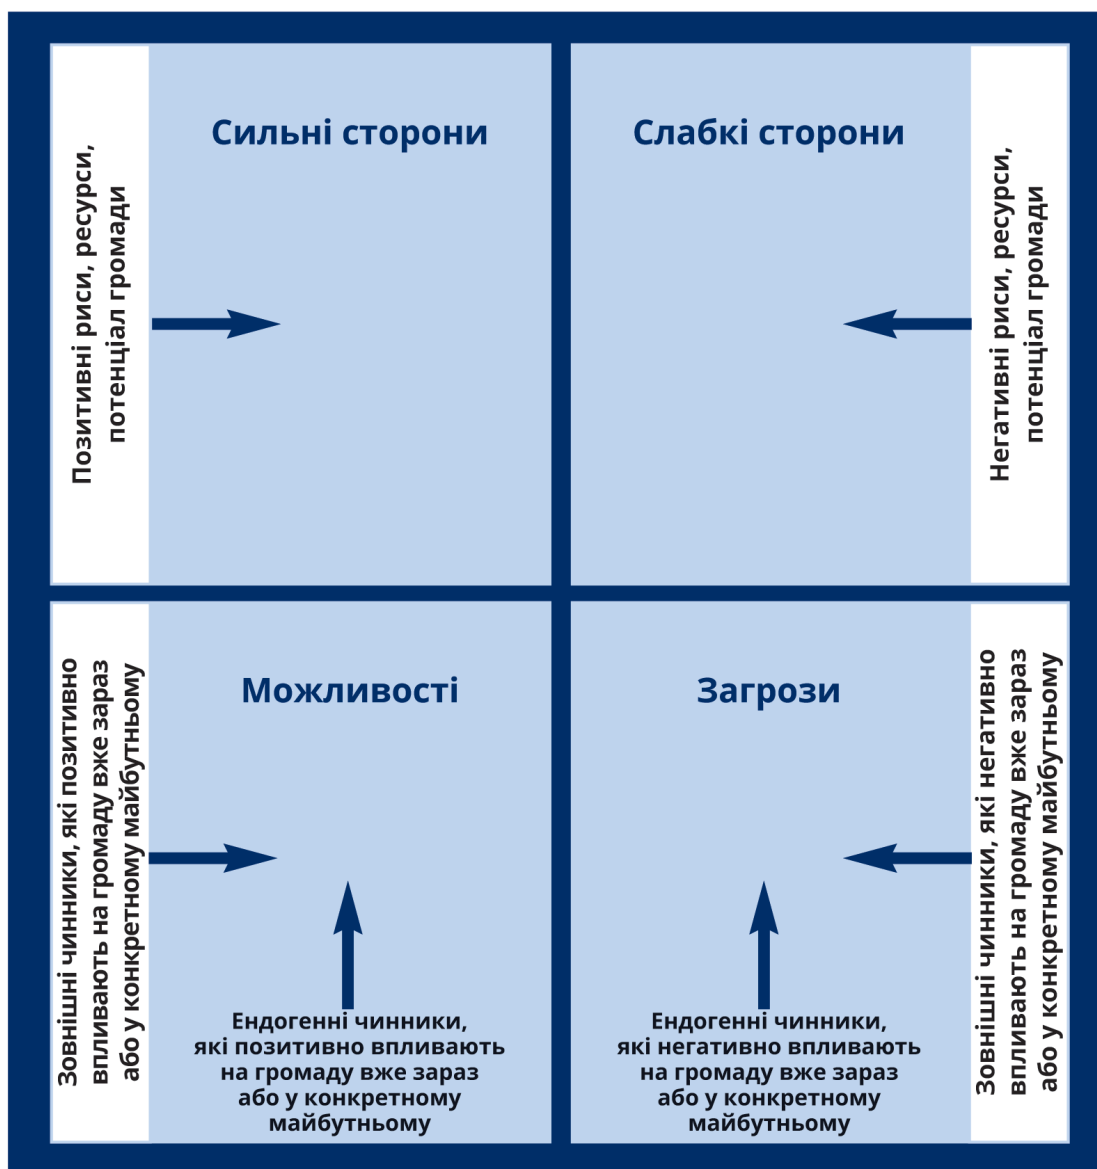 Сильні сторони
Позитивні риси, ресурси,
потенціал громади
Слабкі сторони
Негативні риси, ресурси,
потенціал громади
Можливості
Зовнішні чинники, які позитивно
впливають на громаду вже зараз
або у конкретному майбутньому
Ендогенні чинники,
які позитивно впливають
на громаду вже зараз
або у конкретному
майбутньому
Загрози
Ендогенні чинники,
які негативно впливають
на громаду вже зараз
або у конкретному
майбутньому
Зовнішні чинники, які негативно
впливають на громаду вже зараз
або у конкретному майбутньому